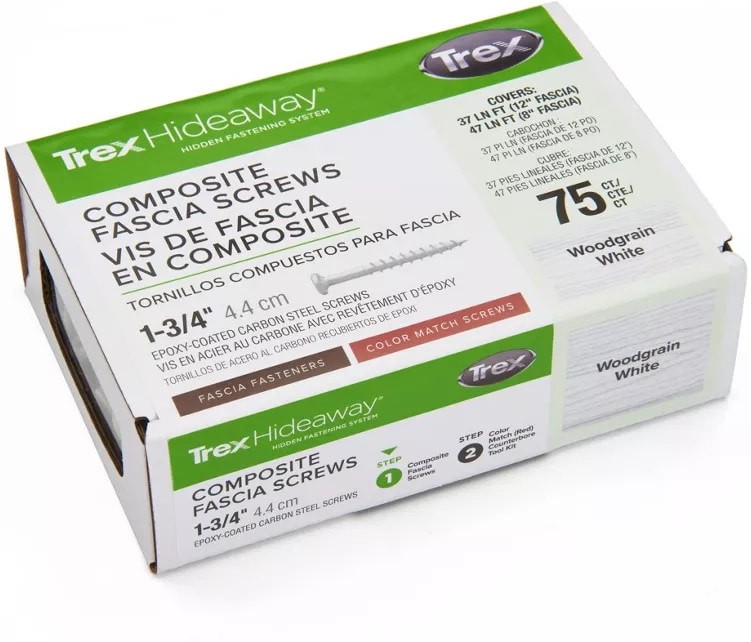 Trex
Trex Hideaway®
HIDDEN FASTENING SYSTEM
COMPOSITE
FASCIA SCREWS
VIS DE FASCIA
EN COMPOSITE
TORNILLOS COMPUESTOS PARA FASCIA
1-3/4" 4.4 cm
EPOXY-COATED CARBON STEEL SCREWS
VIS EN ACIER AU CARBONE AVEC REVÊTEMENT D'ÉPOXY
TORNILLOS DE ACERO AL CARBONO RECUBIERTOS DE EPOXI
FASCIA FASTENERS
COLOR MATCH SCREWS
COVERS:
37 LN FT (12" FASCIA)
47 LN FT (8" FASCIA)
CABOCHON:
37 PI LN (FASCIA DE 12 PO)
47 PI LN (FASCIA DE 8 PO)
CUBRE:
37 PIES LINEALES (FASCIA DE 12")
47 PIES LINEALES (FASCIA DE 8")
75 CT/
CTE./
CT
Woodgrain
White
Trex Hideaway®
HIDDEN FASTENING SYSTEM
Trex
COMPOSITE
FASCIA SCREWS
1-3/4" 4.4 cm
EPOXY-COATED CARBON STEEL SCREWS
STEP
1
Composite
Fascia
Screws
STEP
2
Color
Match (Red)
Counterbore
Tool Kit
Woodgrain
White